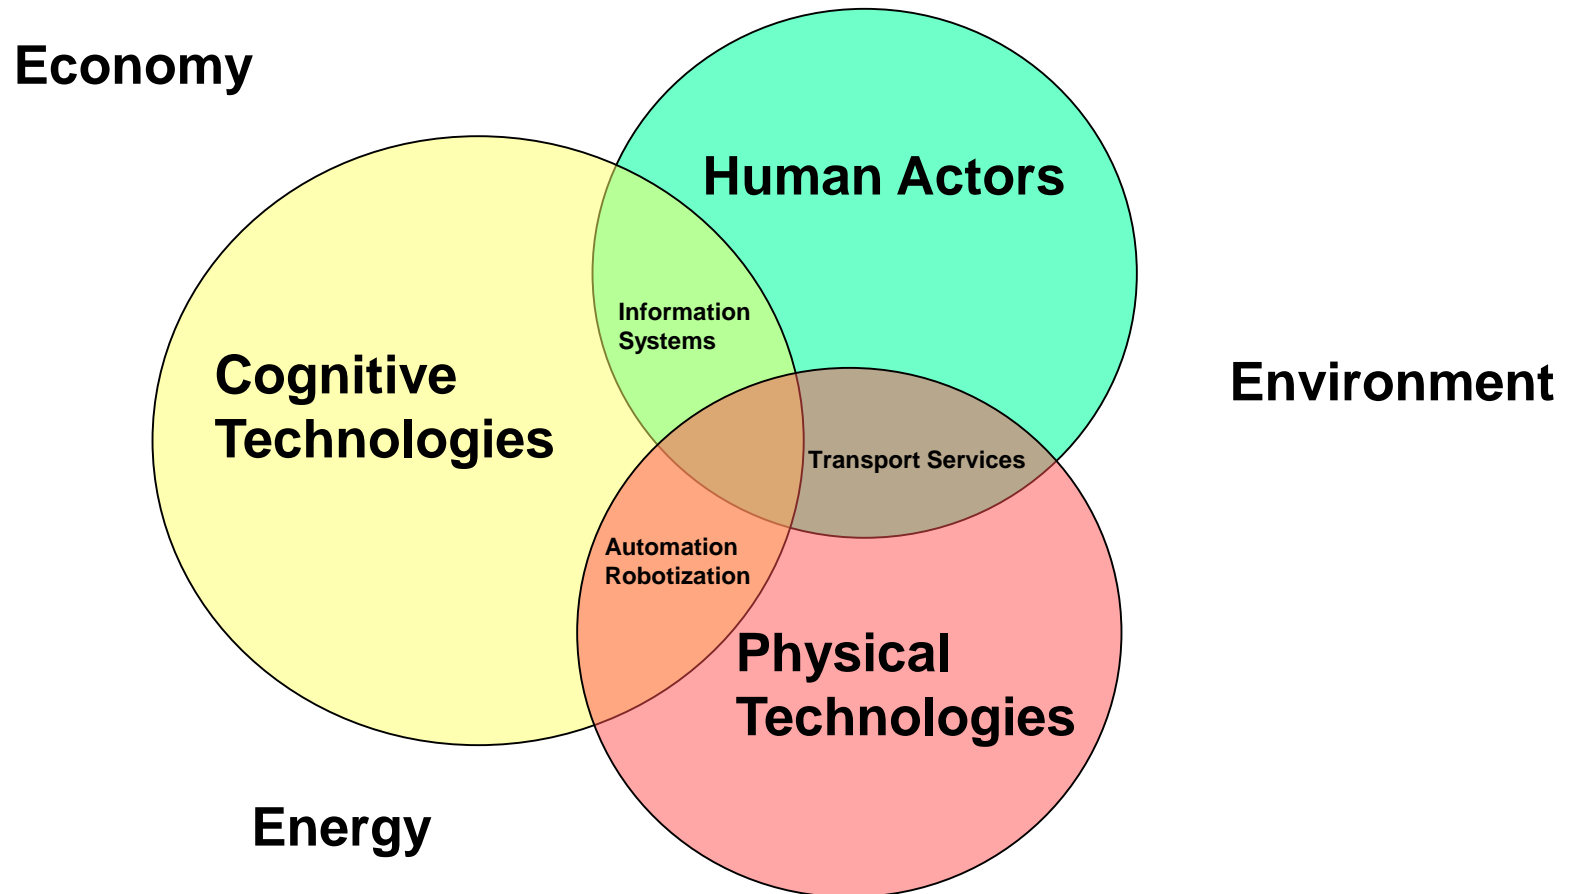 Economy
Human Actors
Information
Systems
Cognitive
Technologies
Environment
Transport Services
Automation
Robotization
Physical
Technologies
Energy